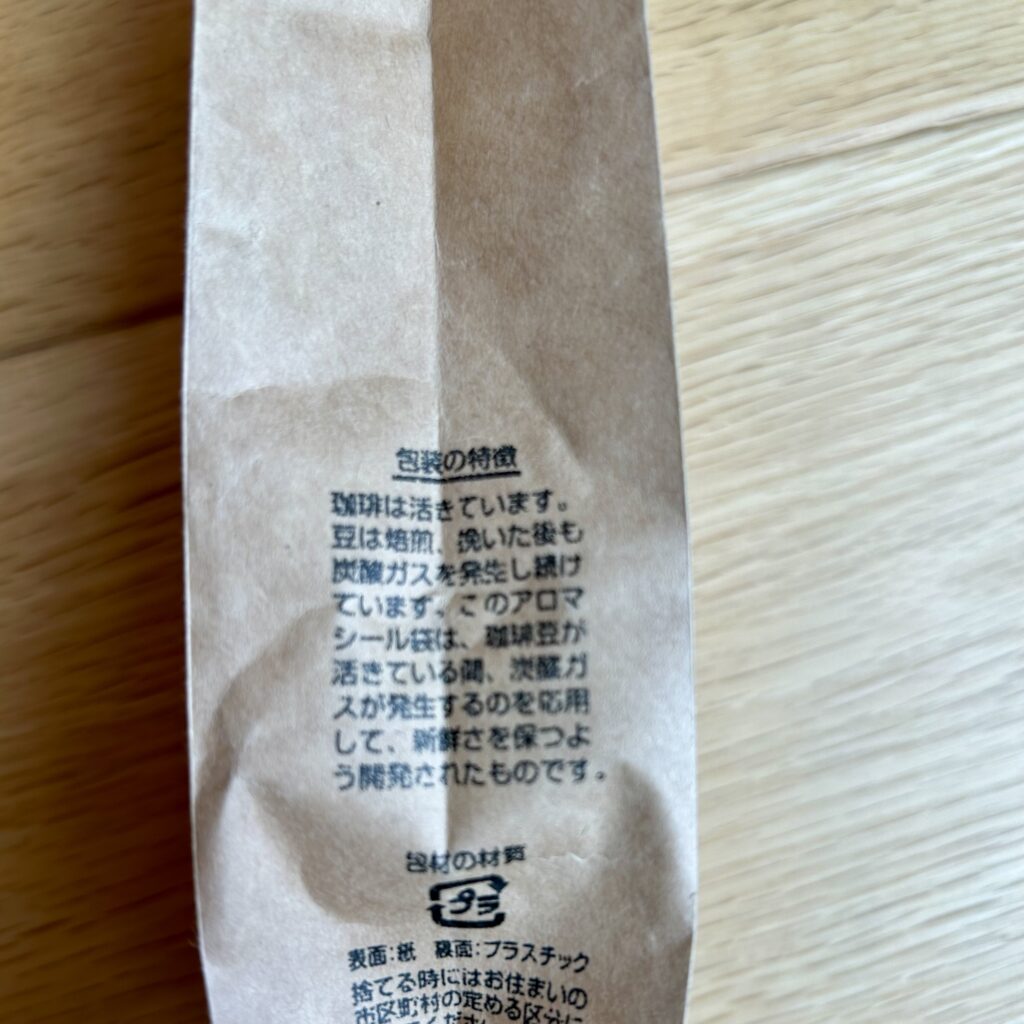 包装の特徴
珈琲は活きています。
豆は焙煎、挽いた後も
炭酸ガスを発生し続け
ています。このアロマ
シール袋は、珈琲豆が
活きている間、炭酸ガ
スが発生するのを応用
して、新鮮さを保つよ
う開発されたものです。
包材の材質
プラ
表面:紙 裏面:プラスチック
捨てる時にはお住まいの
市区町村の定める区分に